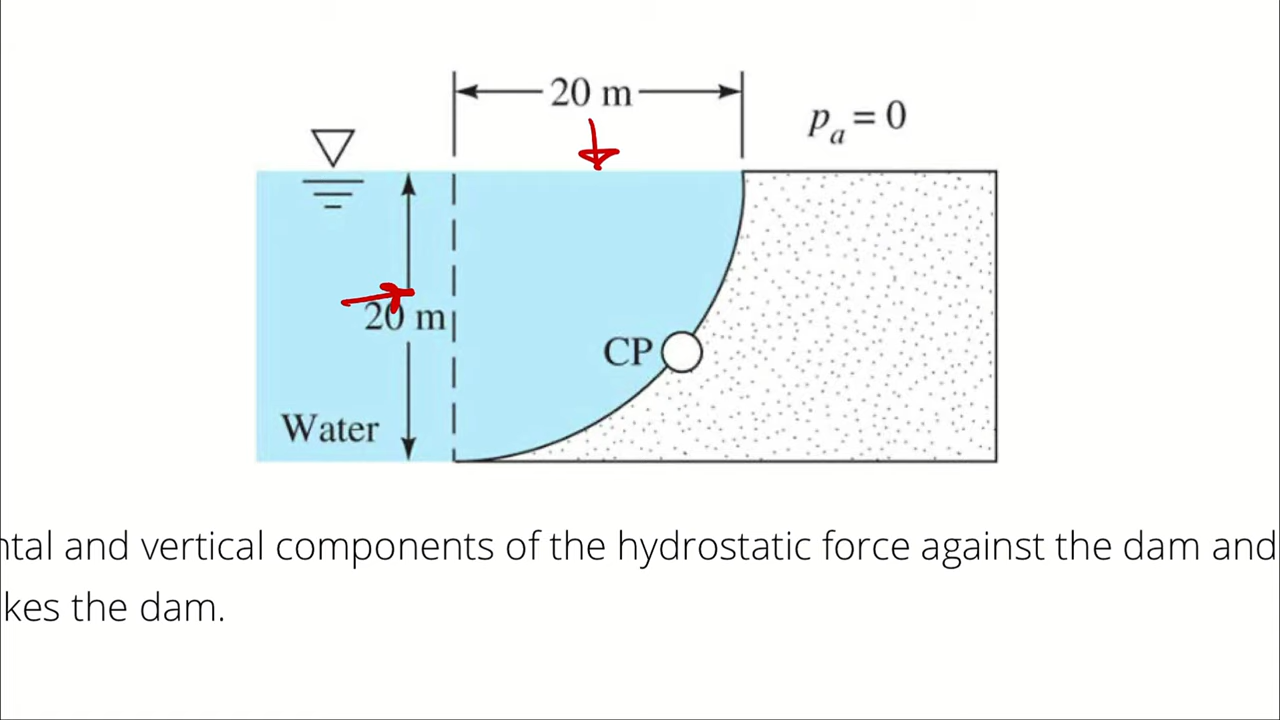 20 m
pₐ = 0
20 m
CP
Water
ntal and vertical components of the hydrostatic force against the dam and
kes the dam.